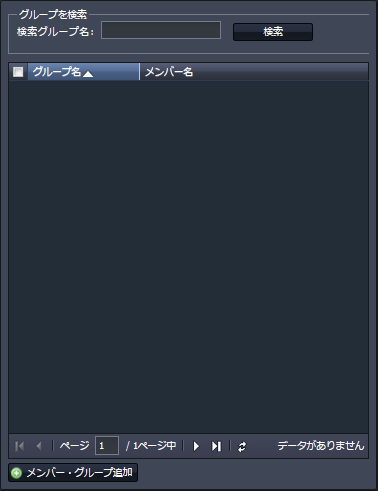 グループを検索
検索グループ名: 検索
グループ名 メンバー名
ページ 1 / 1ページ中 データがありません
メンバー・グループ追加